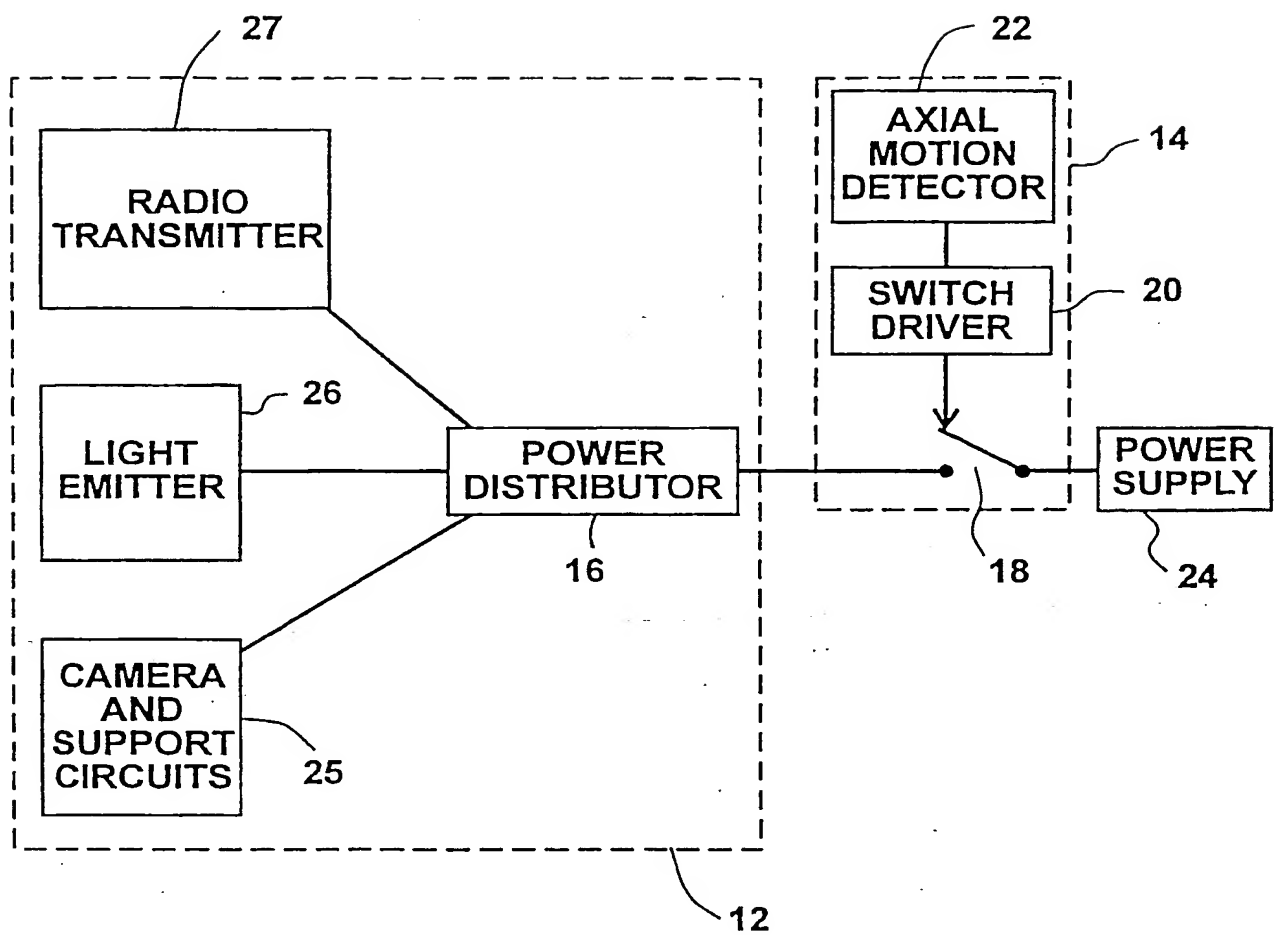 27
22
RADIO
TRANSMITTER
AXIAL
MOTION
DETECTOR
14
SWITCH
DRIVER
20
26
LIGHT
EMITTER
POWER
DISTRIBUTOR
16
18
POWER
SUPPLY
24
CAMERA
AND
SUPPORT
CIRCUITS
25
12